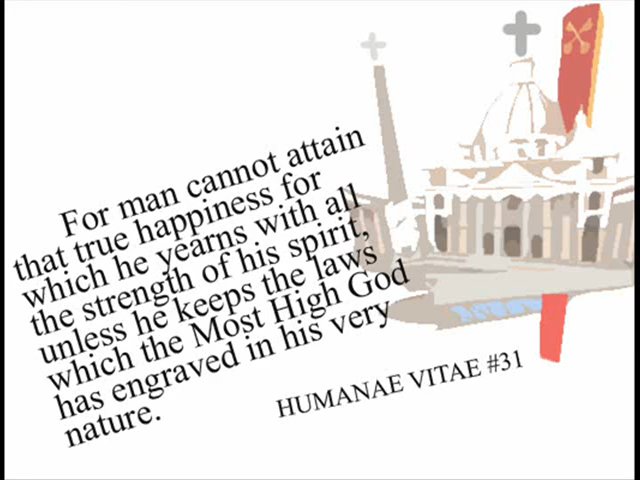 For man cannot attain
that true happiness for
which he yearns with all
the strength of his spirit,
unless he keeps the laws
which the Most High God
has engraved in his very
nature.
HUMANAE VITAE #31